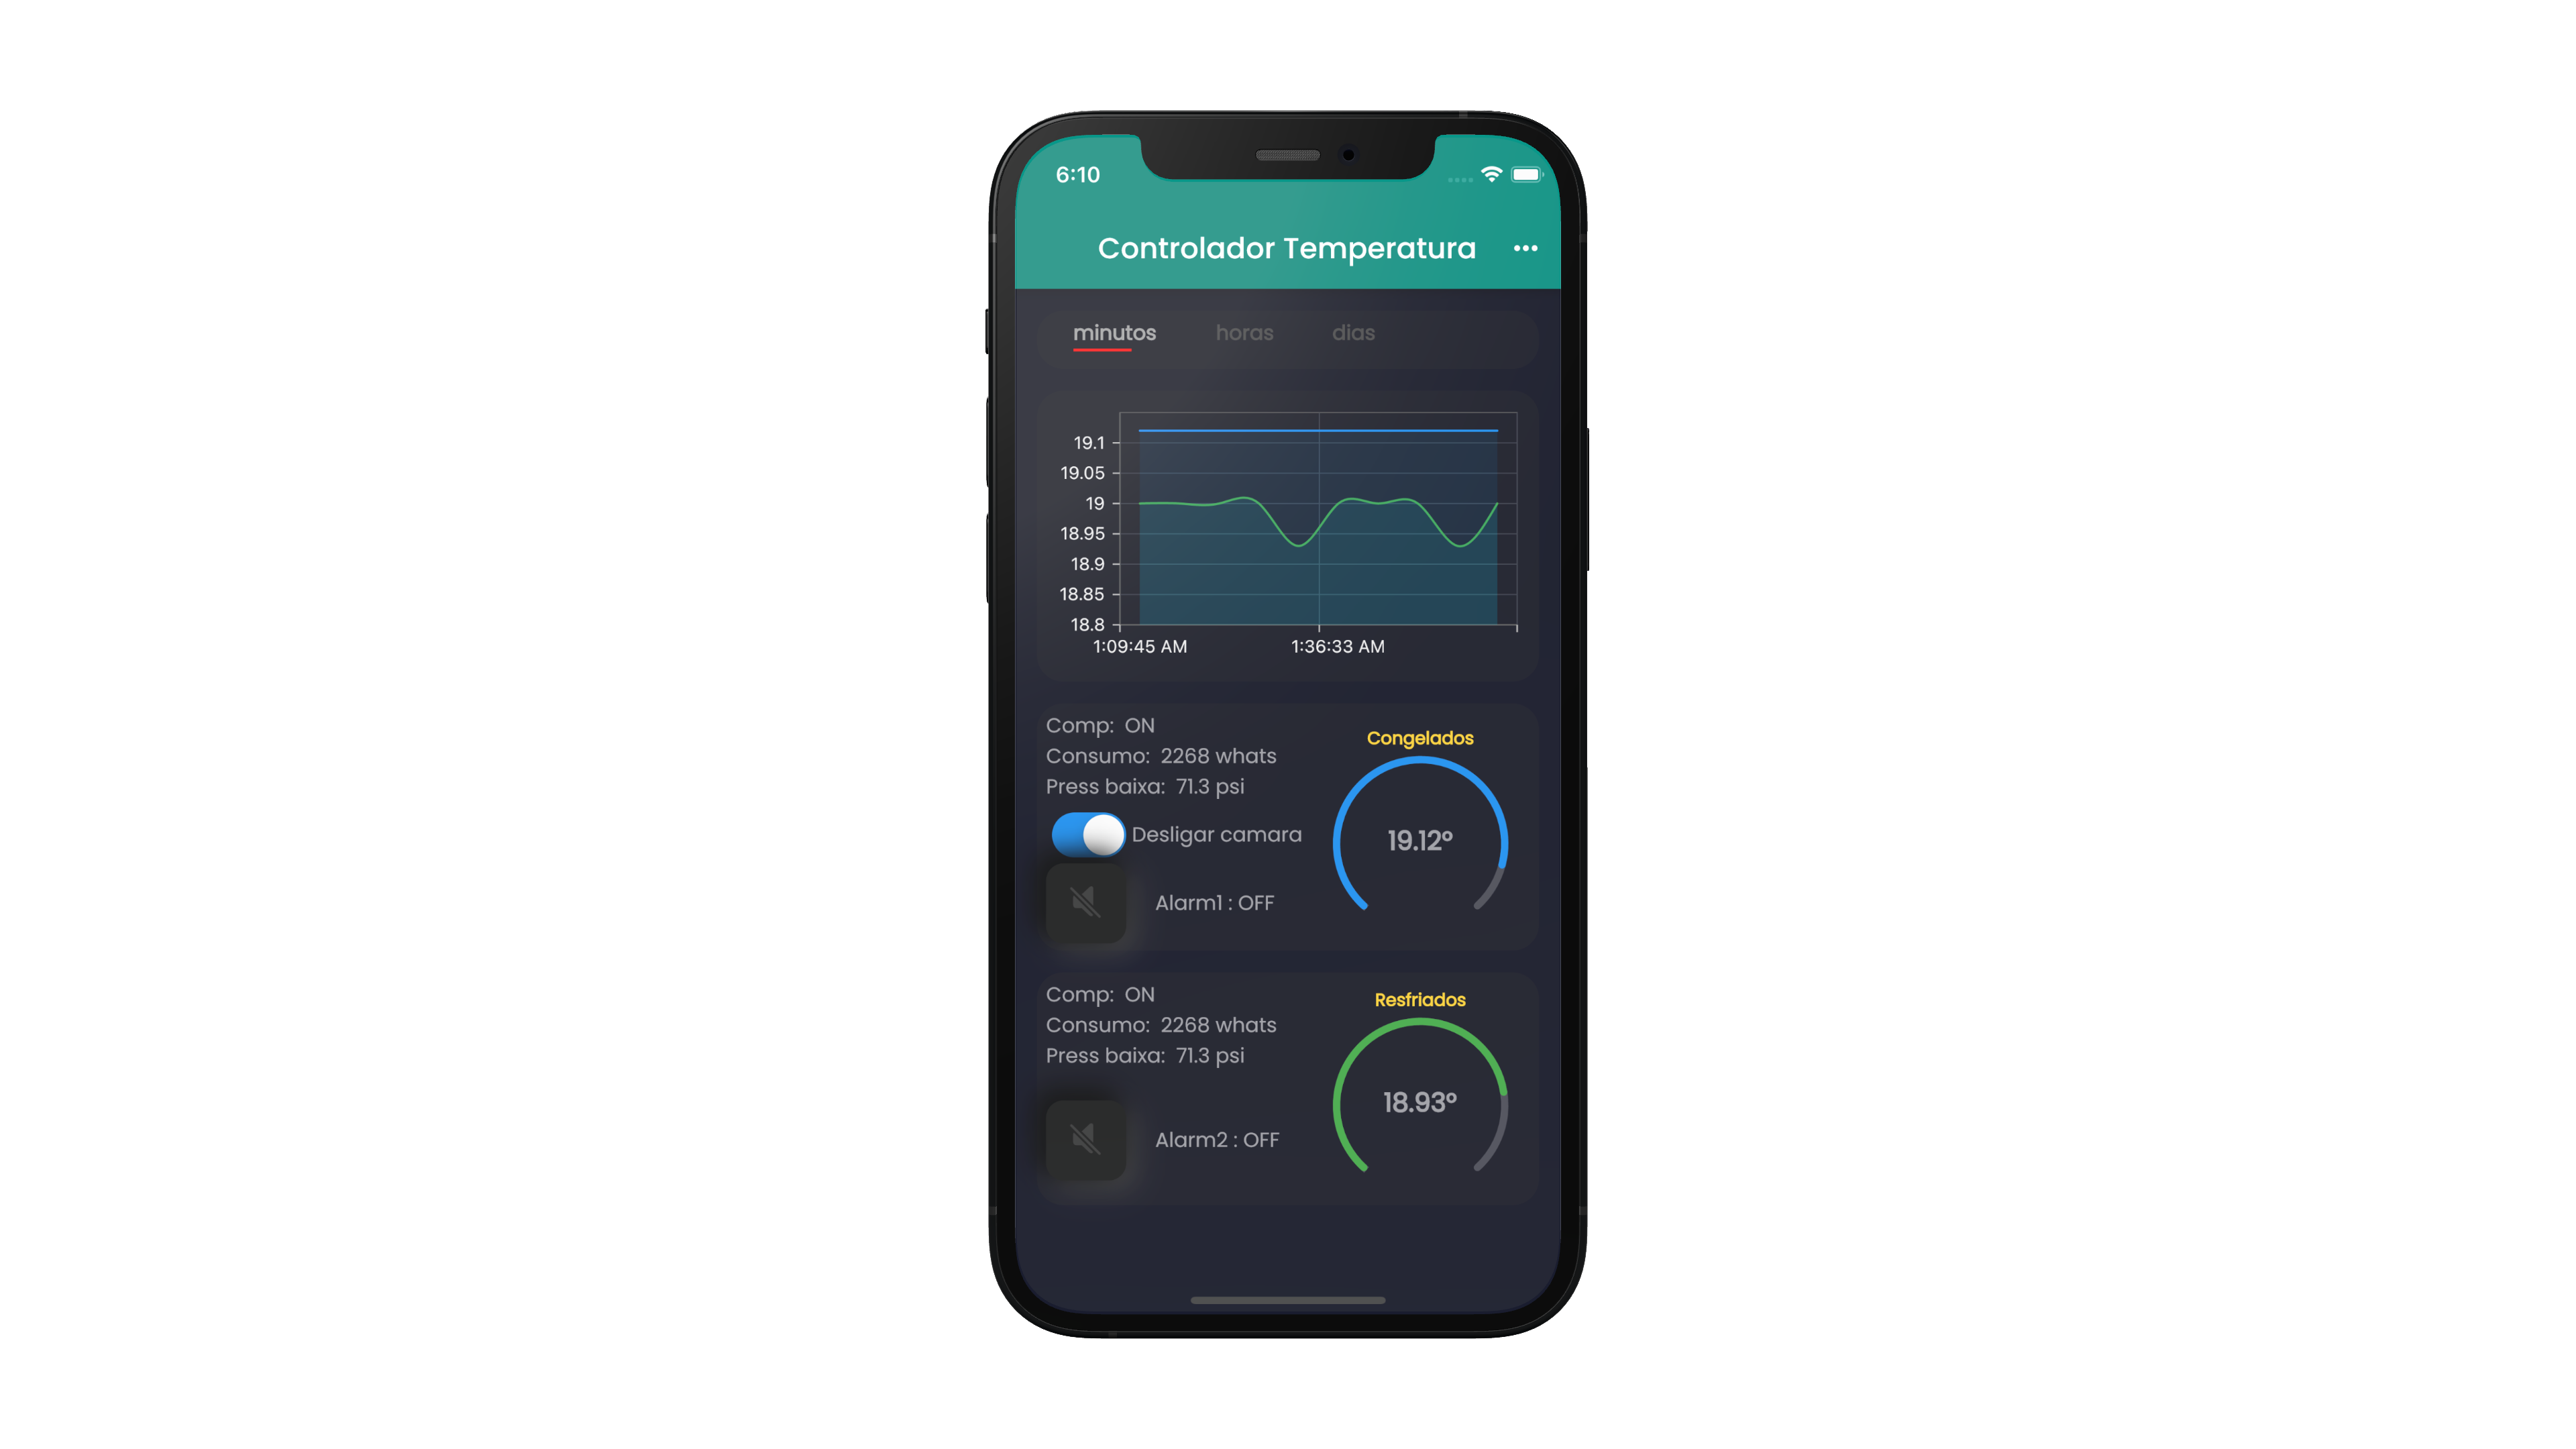 6:10
Controlador Temperatura
minutos horas dias
19.1
19.05
19
18.95
18.9
18.85
18.8
1:09:45 AM 1:36:33 AM
Comp: ON
Consumo: 2268 whats
Press baixa: 71.3 psi
Desligar camara
Alarm1 : OFF
Congelados
19.12º
Comp: ON
Consumo: 2268 whats
Press baixa: 71.3 psi
Alarm2 : OFF
Resfriados
18.93º